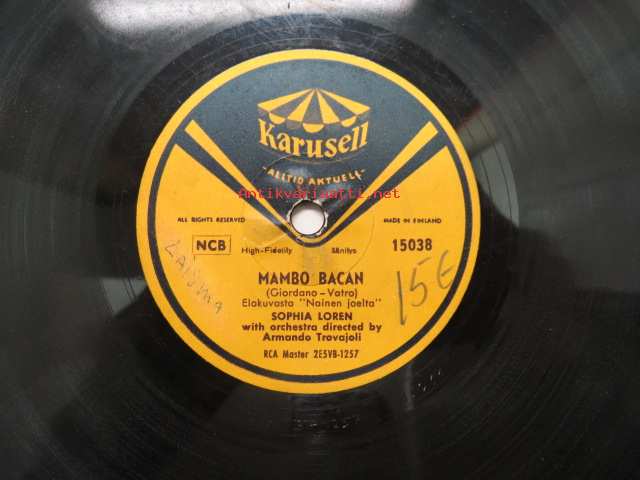 Karusell
"ALLTID AKTUELL"
Antikvariaatti.net
ALL RIGHTS RESERVED
MADE IN FINLAND
NCB
High-Fidelity
Minilys
15038
MAMBO BACAN
(Giordano-Vatro)
Elokuvasta "Nainen joelta"
SOPHIA LOREN
with orchestra directed by
Armando Trovajoli
RCA Master 2E5VB-1257
15€